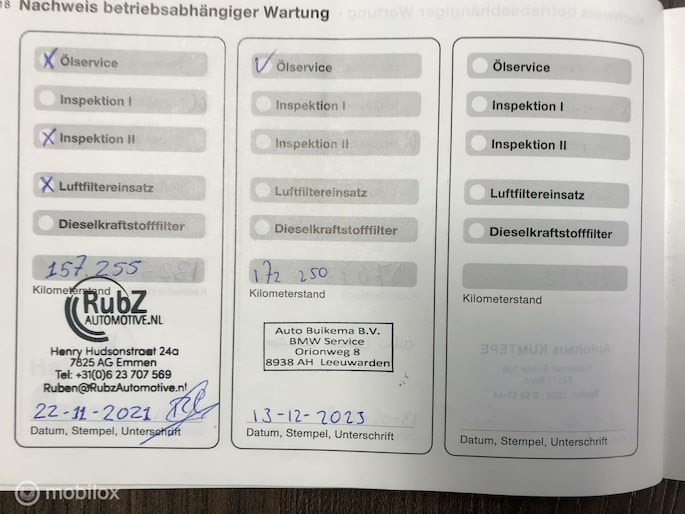 18 Nachweis betriebsabhängiger Wartung
X Ölservice
Inspektion I
X Inspektion II
X Luftfiltereinsatz
Dieselkraftstofffilter
157.255
Kilometerstand
RubZ
AUTOMOTIVE.NL
Henry Hudsonstraat 24a
7825 AG Emmen
Tel: +31(0)6 23 707 569
Ruben@RubzAutomotive.nl
22-11-2021
Datum, Stempel, Unterschrift
Ölservice
Inspektion I
Inspektion II
Luftfiltereinsatz
Dieselkraftstofffilter
172 250
Kilometerstand
Auto Buikema B.V.
BMW Service
Orionweg 8
8938 AH Leeuwarden
13-12-2023
Datum, Stempel, Unterschrift
Ölservice
Inspektion I
Inspektion II
Luftfiltereinsatz
Dieselkraftstofffilter
Kilometerstand
Datum, Stempel, Unterschrift
mobilox